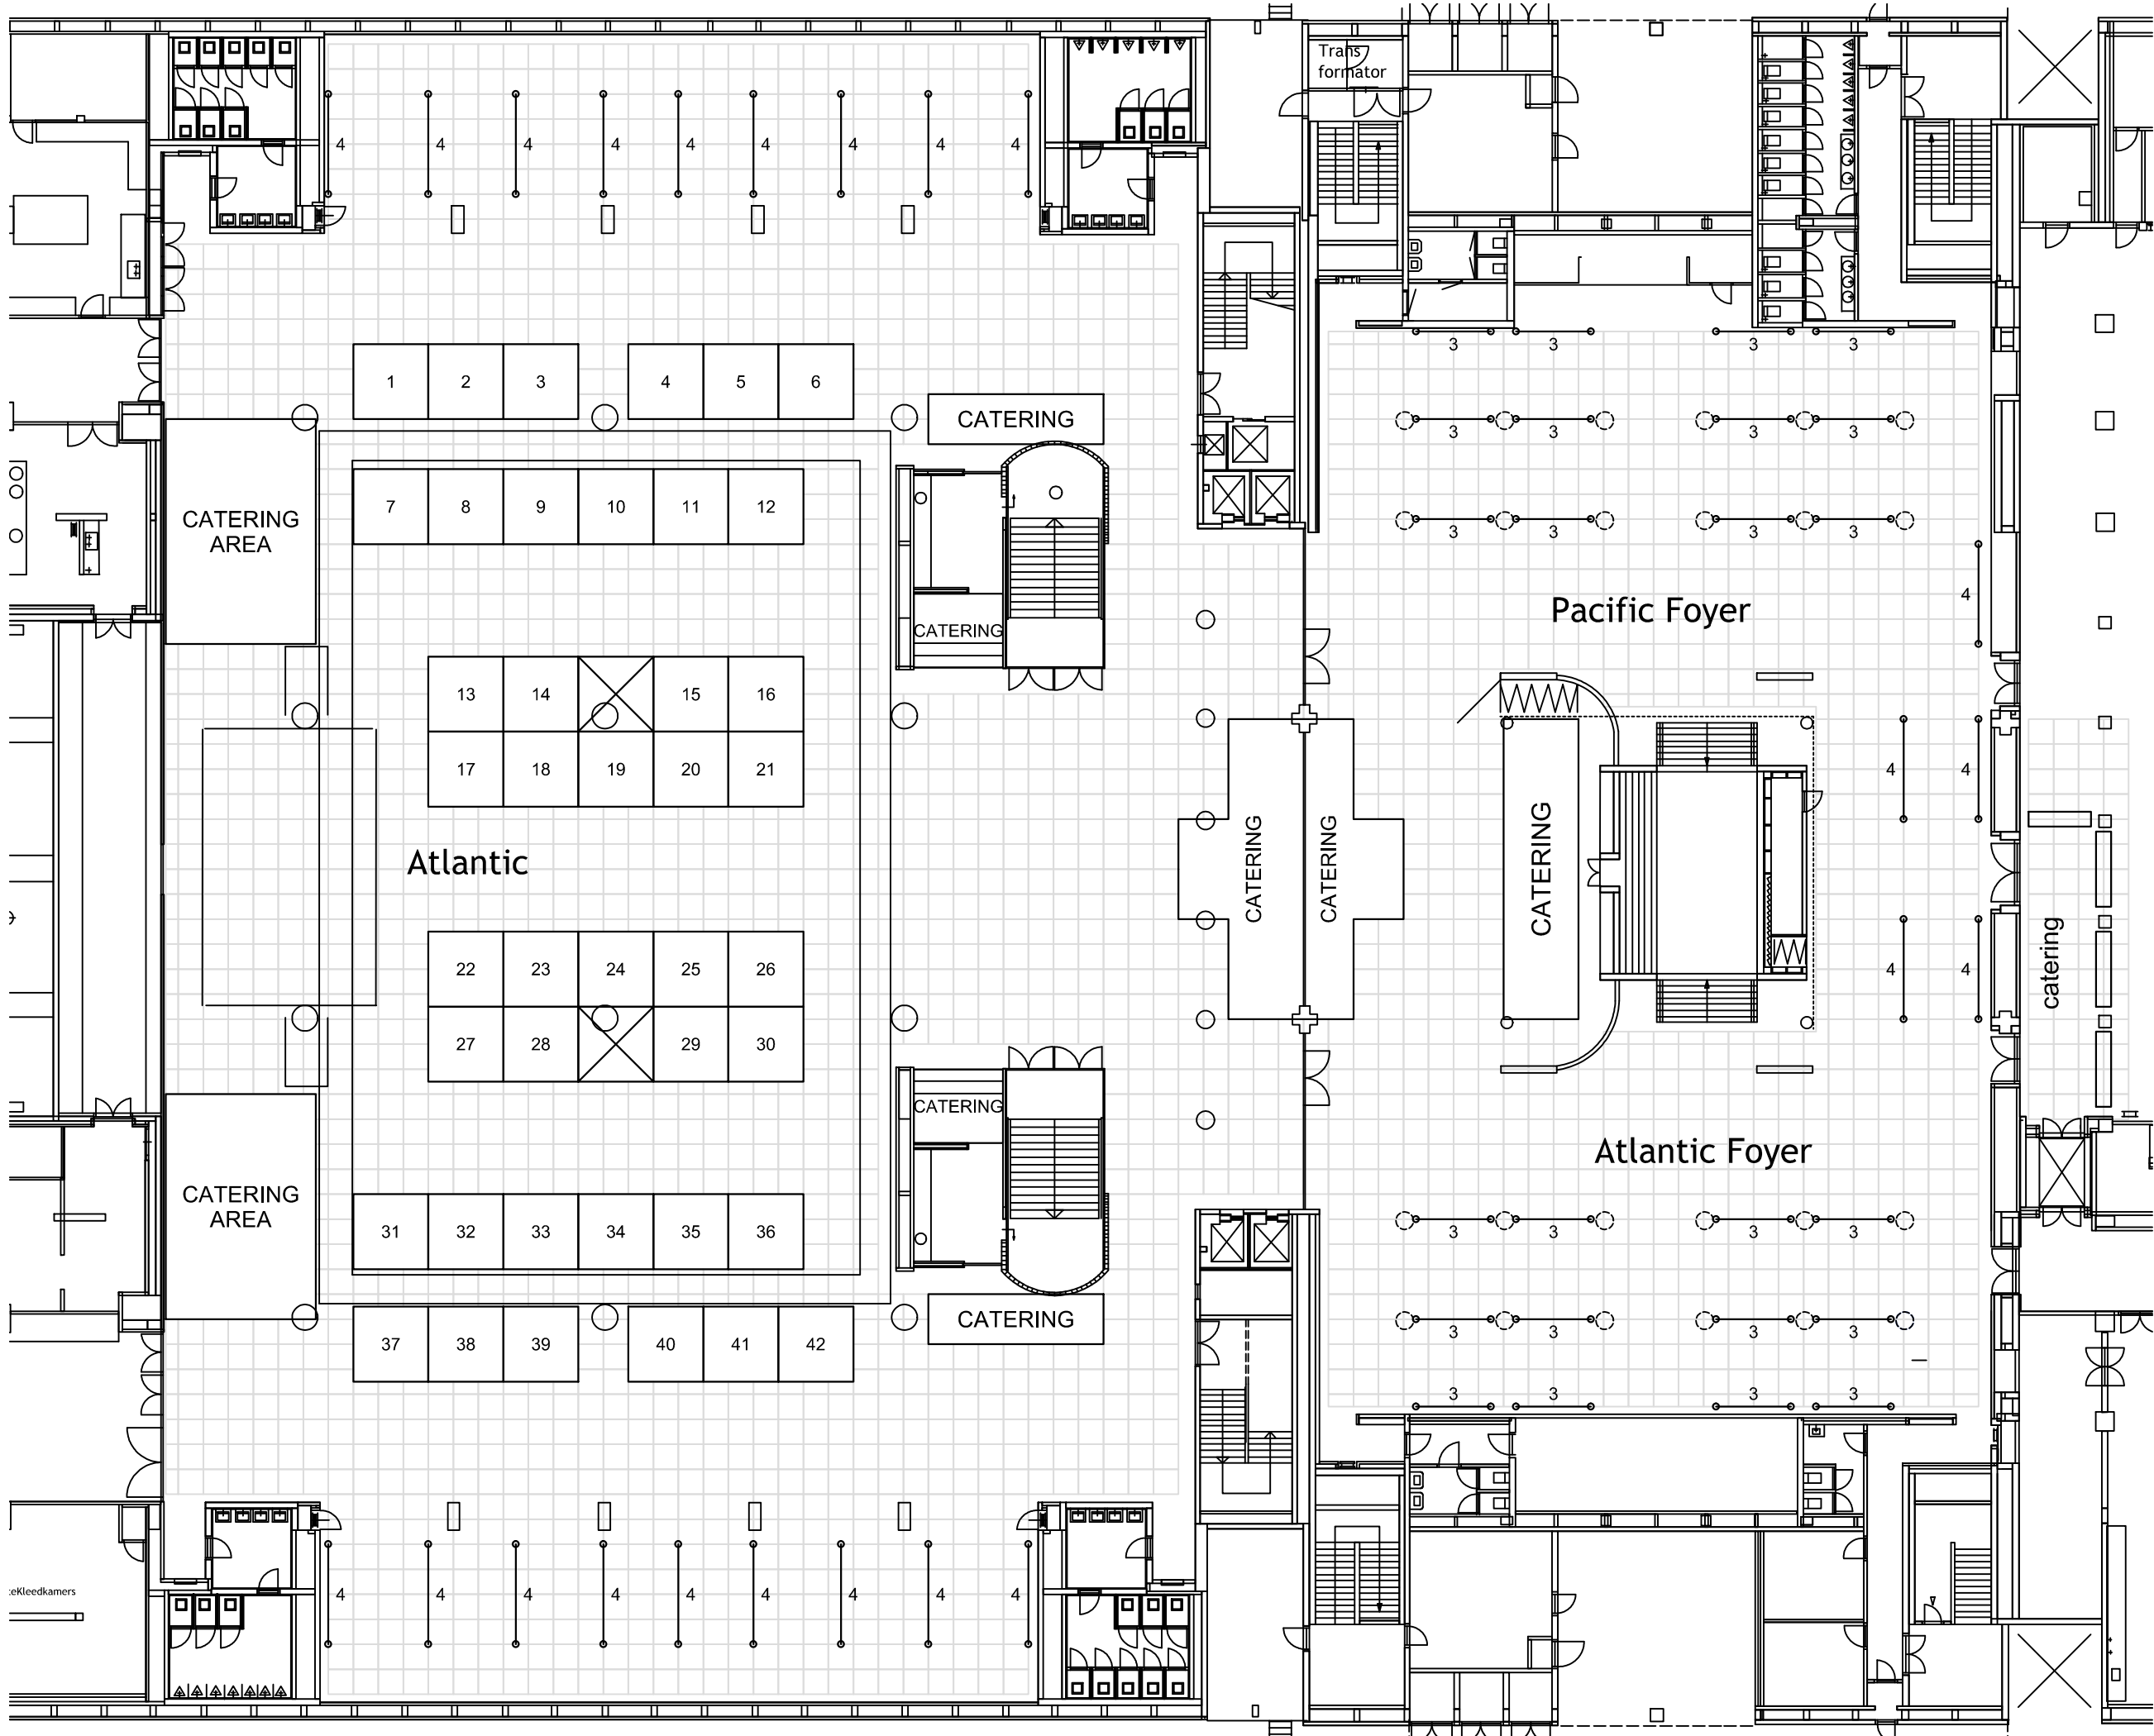 Trans
formator
4 4 4 4 4 4 4 4 4
3 3 3 3
1 2 3 4 5 6
CATERING
3 3 3 3
7 8 9 10 11 12
CATERING
AREA
3 3 3 3
4
Pacific Foyer
CATERING
13 14 15 16
17 18 19 20 21
4 4
Atlantic
CATERING
CATERING
CATERING
catering
22 23 24 25 26
4 4
27 28 29 30
CATERING
Atlantic Foyer
CATERING
AREA
31 32 33 34 35 36
3 3 3 3
CATERING
37 38 39 40 41 42
3 3 3 3
3 3 3 3
eKleedkamers
4 4 4 4 4 4 4 4 4